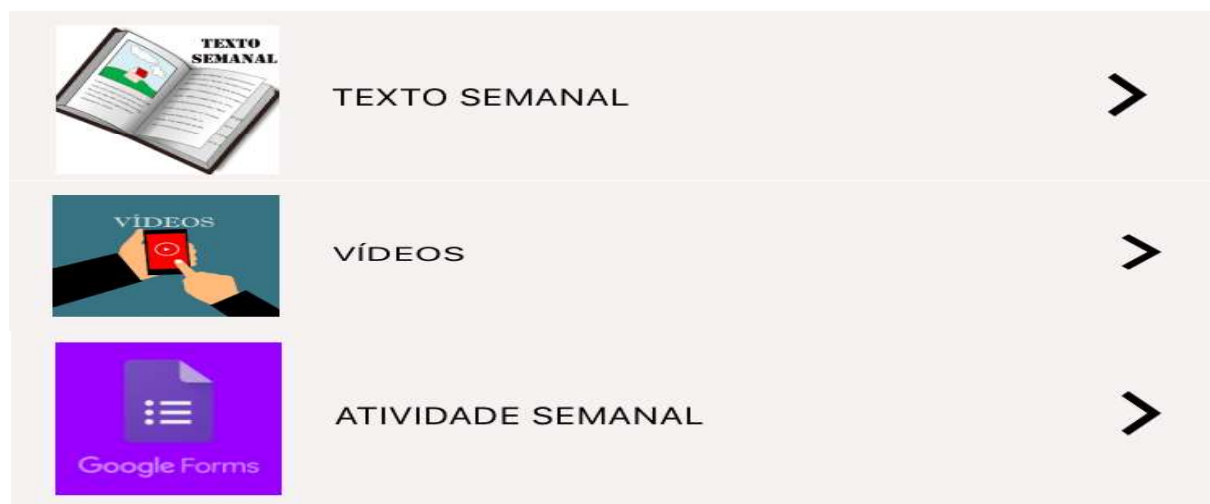 TEXTO
SEMANAL
TEXTO SEMANAL
VÍDEOS
VÍDEOS
Google Forms
ATIVIDADE SEMANAL